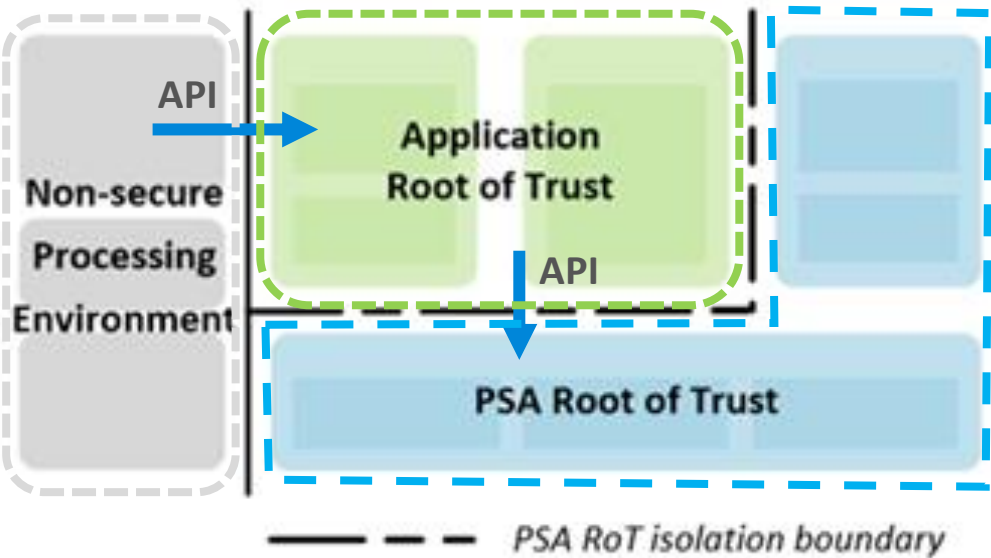 API
Application
Root of Trust
Non-secure
Processing
Environment
API
PSA Root of Trust
PSA RoT isolation boundary